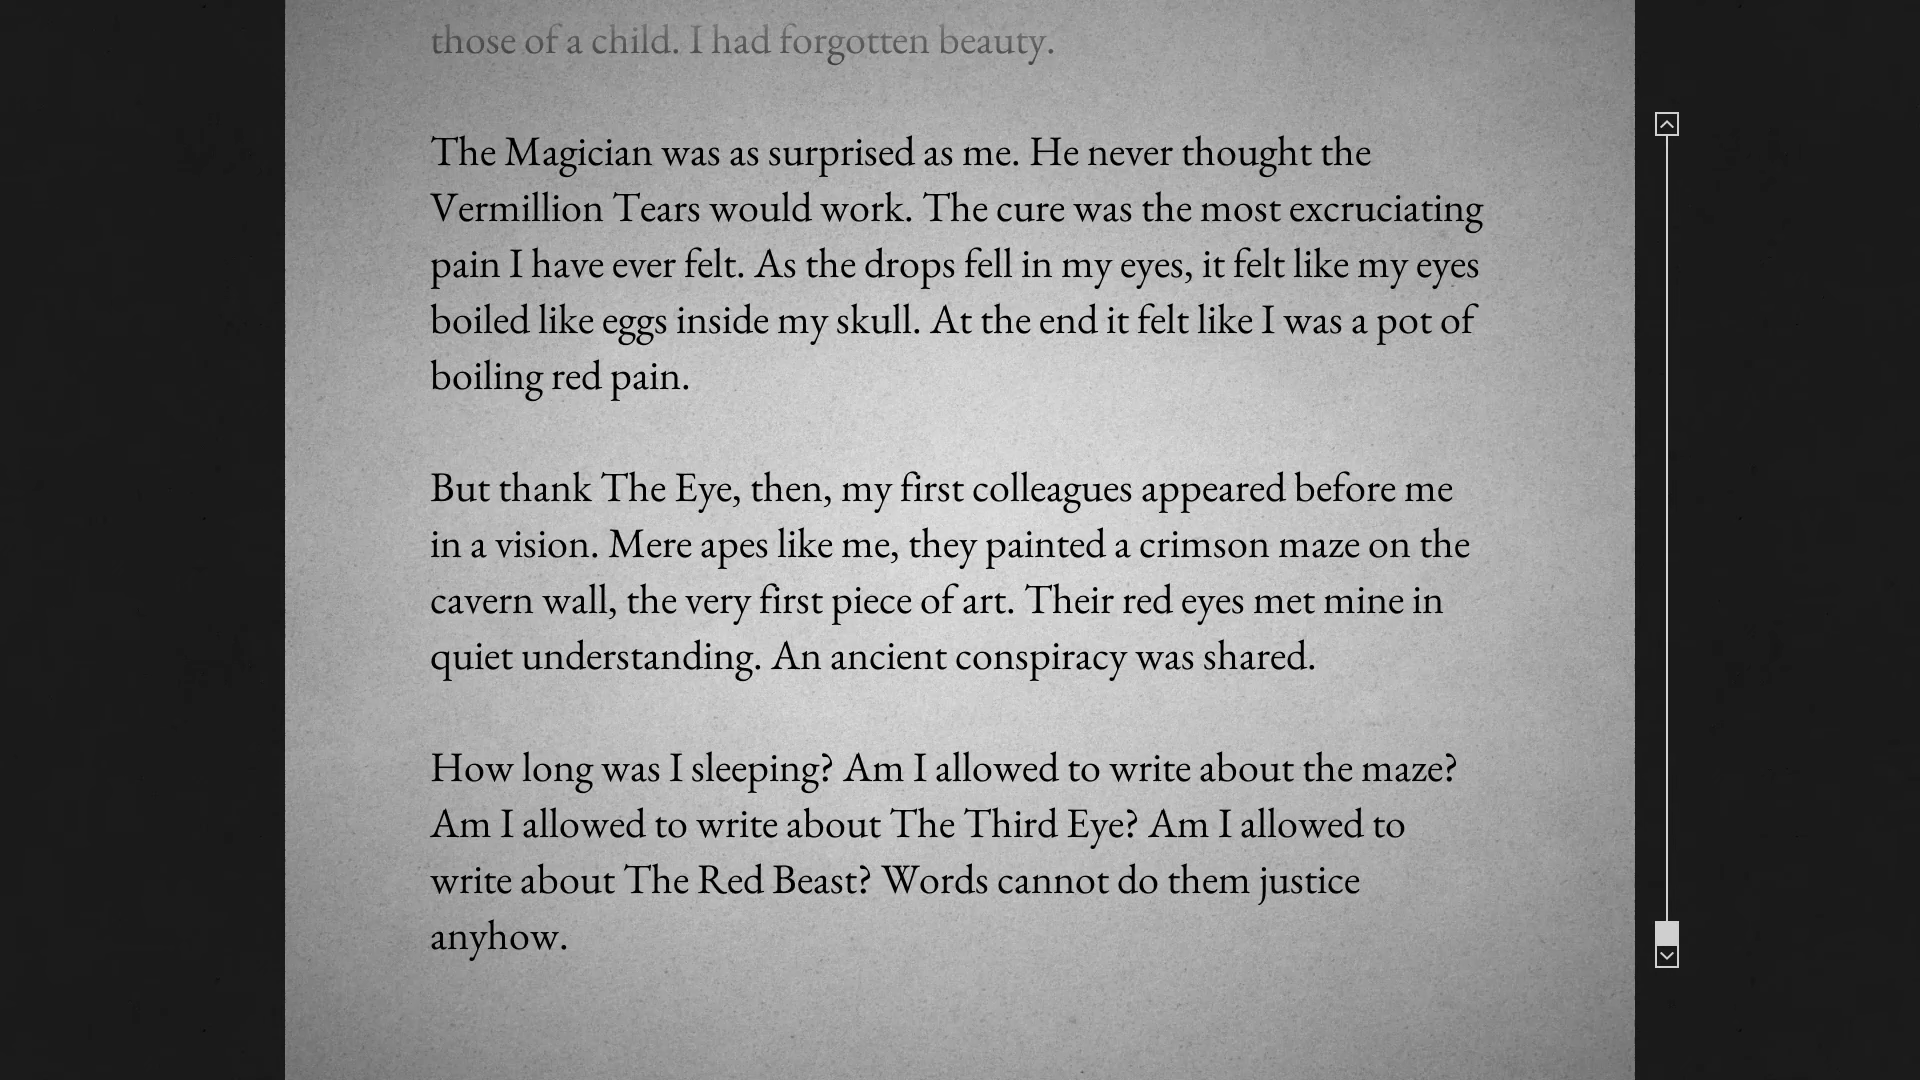 those of a child. I had forgotten beauty.
The Magician was as surprised as me. He never thought the
Vermillion Tears would work. The cure was the most excruciating
pain I have ever felt. As the drops fell in my eyes, it felt like my eyes
boiled like eggs inside my skull. At the end it felt like I was a pot of
boiling red pain.
But thank The Eye, then, my first colleagues appeared before me
in a vision. Mere apes like me, they painted a crimson maze on the
cavern wall, the very first piece of art. Their red eyes met mine in
quiet understanding. An ancient conspiracy was shared.
How long was I sleeping? Am I allowed to write about the maze?
Am I allowed to write about The Third Eye? Am I allowed to
write about The Red Beast? Words cannot do them justice
anyhow.